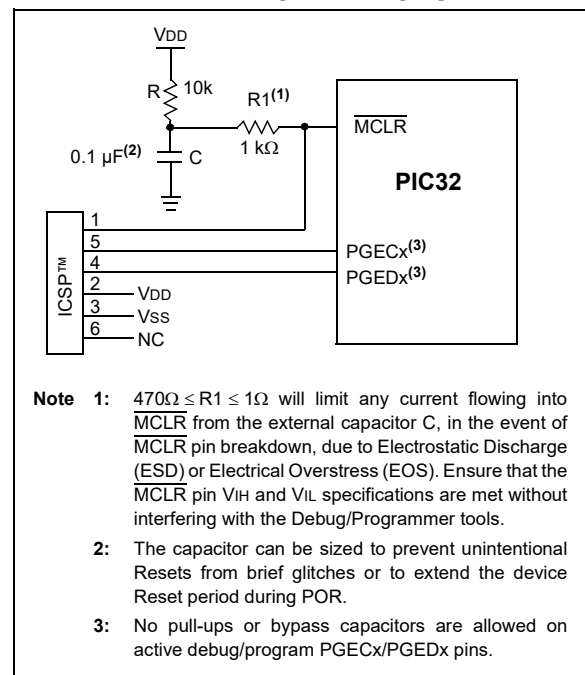 VDD
R
10k
R1(1)
1 kΩ
0.1 µF(2)
C
MCLR
PIC32
ICSP™
1
5
4
2
3
6
VDD
VSS
NC
PGECx(3)
PGEDx(3)
Note 1: 470Ω ≤ R1 ≤ 1Ω will limit any current flowing into
MCLR from the external capacitor C, in the event of
MCLR pin breakdown, due to Electrostatic Discharge
(ESD) or Electrical Overstress (EOS). Ensure that the
MCLR pin VIH and VIL specifications are met without
interfering with the Debug/Programmer tools.
2: The capacitor can be sized to prevent unintentional
Resets from brief glitches or to extend the device
Reset period during POR.
3: No pull-ups or bypass capacitors are allowed on
active debug/program PGECx/PGEDx pins.